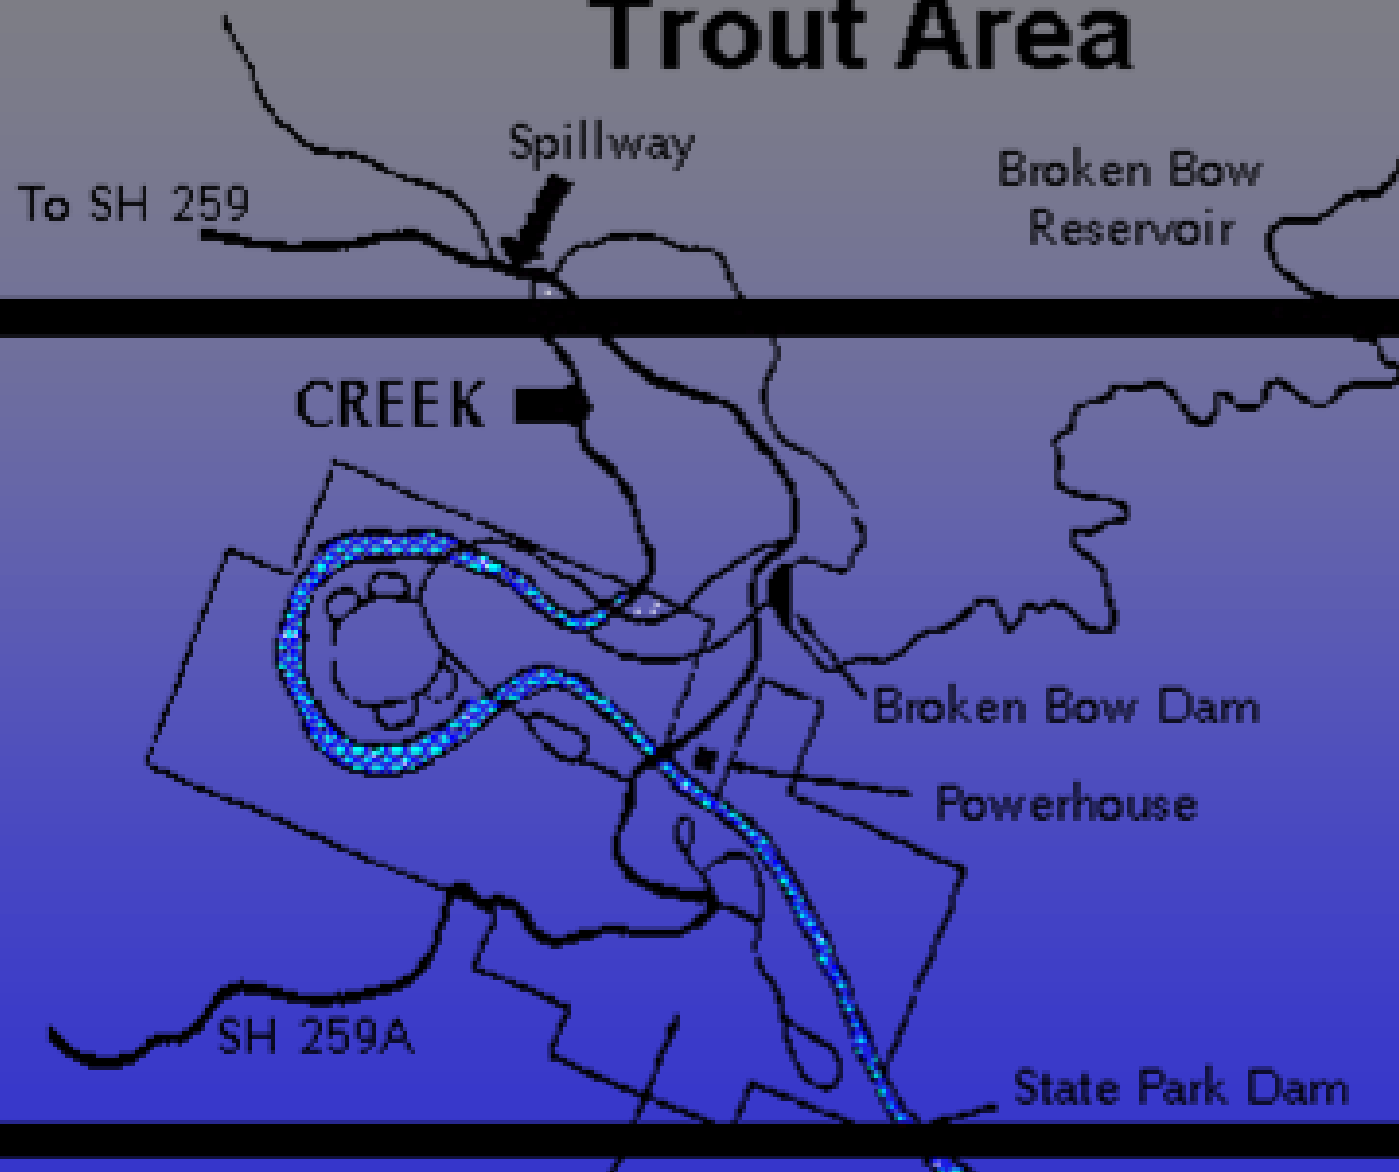 Trout Area
Spillway
Broken Bow
Reservoir
To SH 259
CREEK
Broken Bow Dam
Powerhouse
SH 259A
State Park Dam